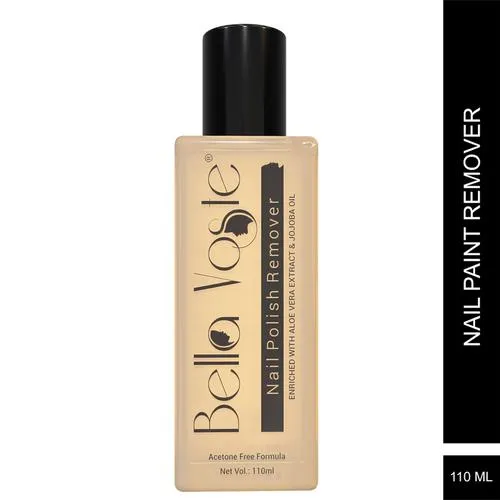 Bella Voste®
Nail Polish Remover
ENRICHED WITH ALOE VERA EXTRACT & JOJOBA OIL
Acetone Free Formula
Net Vol.: 110ml
NAIL PAINT REMOVER
110 ML